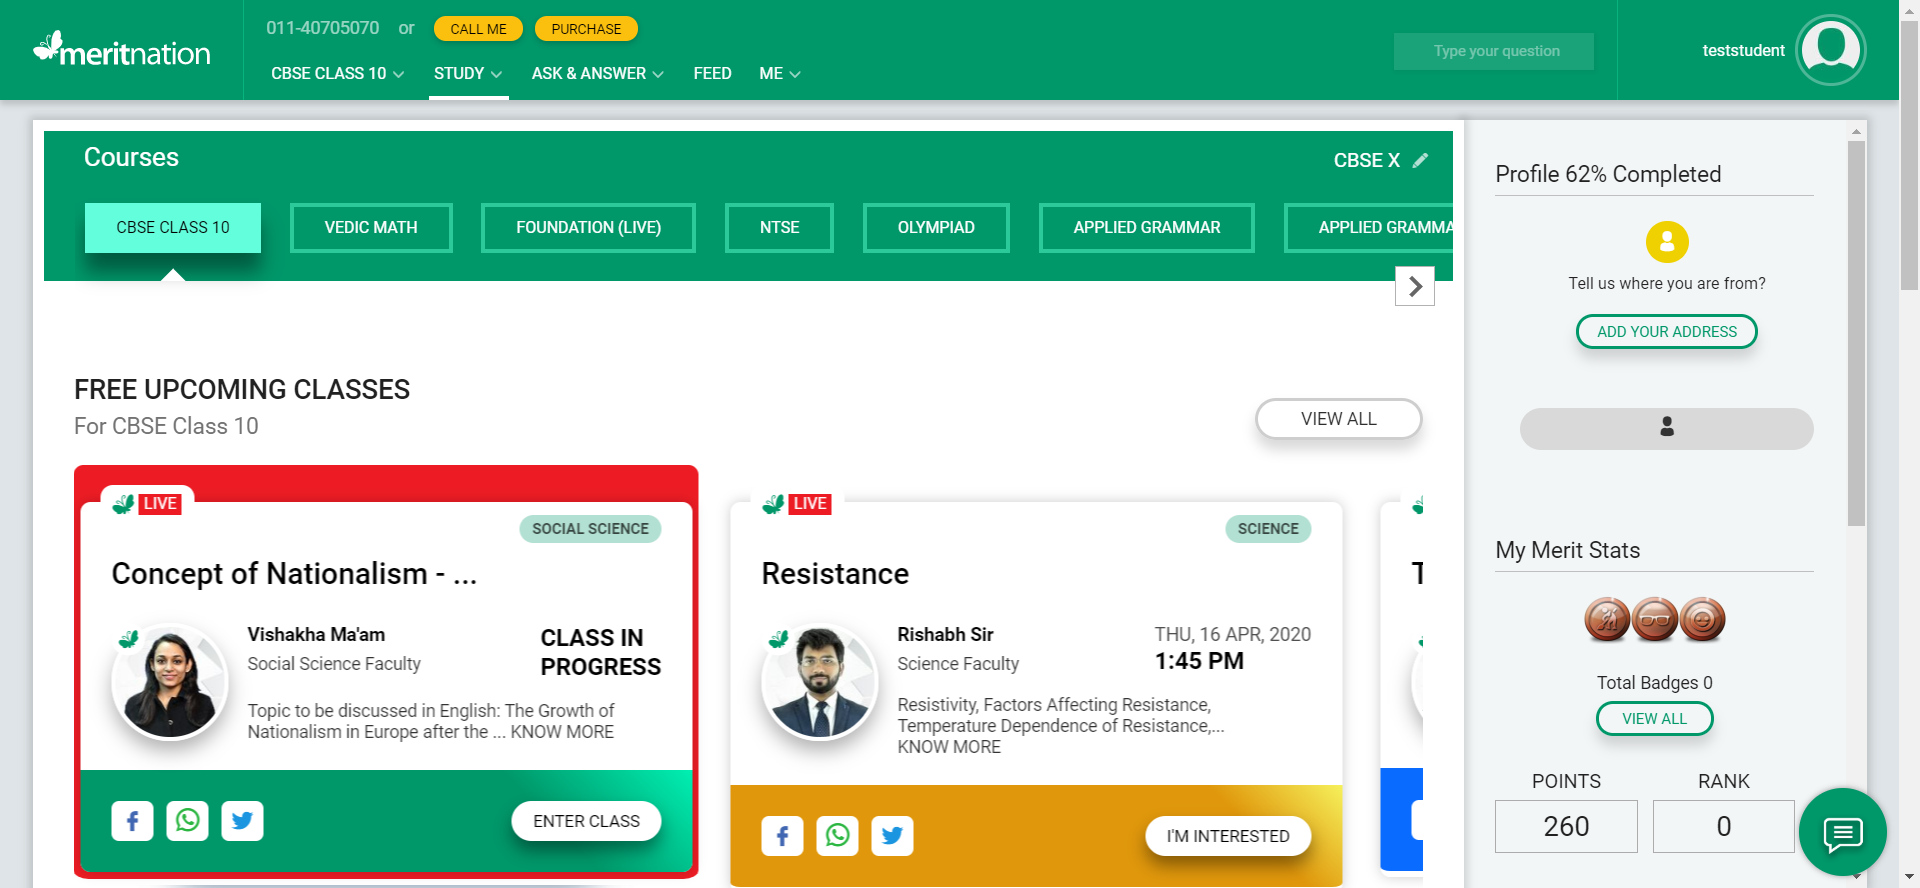 meritnation
011-40705070 or CALL ME PURCHASE
CBSE CLASS 10 STUDY ASK & ANSWER FEED ME
Type your question
teststudent
Courses
CBSE X
CBSE CLASS 10 VEDIC MATH FOUNDATION (LIVE) NTSE OLYMPIAD APPLIED GRAMMAR APPLIED GRAMMA
FREE UPCOMING CLASSES
For CBSE Class 10
VIEW ALL
LIVE
SOCIAL SCIENCE
Concept of Nationalism - ...
Vishakha Ma'am
Social Science Faculty
CLASS IN
PROGRESS
Topic to be discussed in English: The Growth of
Nationalism in Europe after the ... KNOW MORE
ENTER CLASS
LIVE
SCIENCE
Resistance
Rishabh Sir
Science Faculty
THU, 16 APR, 2020
1:45 PM
Resistivity, Factors Affecting Resistance,
Temperature Dependence of Resistance,...
KNOW MORE
I'M INTERESTED
Profile 62% Completed
Tell us where you are from?
ADD YOUR ADDRESS
My Merit Stats
Total Badges 0
VIEW ALL
POINTS RANK
260 0